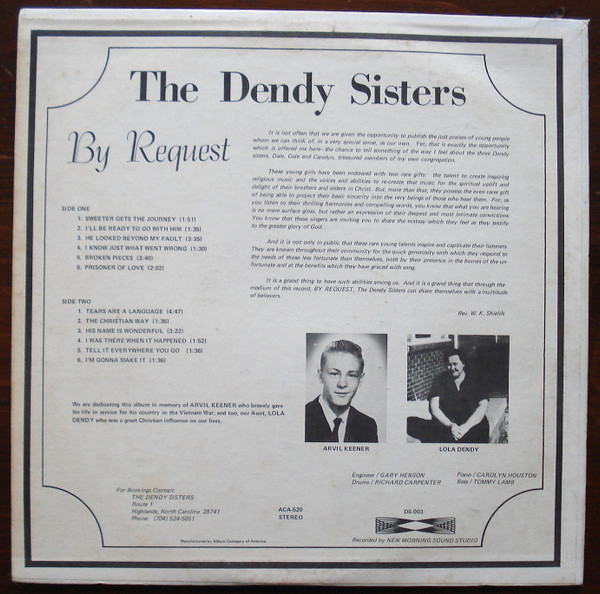 The Dendy Sisters
By Request
It is not often that we are given the opportunity to publish the just praises of young people
whom we can think of, in a very special sense, as our own. Yet, that is exactly the opportunity
which is offered me here--the chance to tell something of the way I feel about the three Dendy
sisters, Dale, Gale and Carolyn, treasured members of my own congregation.
These young girls have been endowed with two rare gifts: the talent to create inspiring
religious music and the voices and abilities to re-create that music for the spiritual uplift and
delight of their brothers and sisters in Christ. But, more than that, they possess the even rarer gift
of being able to project their basic sincerity into the very beings of those who hear them. For, as
you listen to their thrilling harmonies and compelling words, you know that what you are hearing
is no mere surface gloss, but rather an expression of their deepest and most intimate convictions
You know that these singers are inviting you to share the ecstasy which they feel as they testify
to the greater glory of God.
And it is not only in public that these rare young talents inspire and captivate their listeners.
They are known throughout their community for the quick generosity with which they respond to
the needs of those less fortunate than themselves, both by their presence in the homes of the un-
fortunate and at the benefits which they have graced with song.
It is a grand thing to have such abilities among us. And it is a grand thing that through the
medium of this record, BY REQUEST, The Dendy Sisters can share themselves with a multitude
of believers.
Rev. W. K. Shields
SIDE ONE
1. SWEETER GETS THE JOURNEY (1:51)
2. I'LL BE READY TO GO WITH HIM (1:35)
3. HE LOOKED BEYOND MY FAULT (3:35)
4. I KNOW JUST WHAT WENT WRONG (1:30)
5. BROKEN PIECES (3:40)
6. PRISONER OF LOVE (2:02)
SIDE TWO
1. TEARS ARE A LANGUAGE (4:47)
2. THE CHRISTIAN WAY (1:36)
3. HIS NAME IS WONDERFUL (3:22)
4. I WAS THERE WHEN IT HAPPENED (1:52)
5. TELL IT EVERYWHERE YOU GO (1:36)
6. I'M GONNA MAKE IT (1:36)
We are dedicating this album in memory of ARVIL KEENER who bravely gave
his life in service for his country in the Vietnam War; and too, our Aunt, LOLA
DENDY who was a great Christian influence on our lives.
ARVIL KEENER
LOLA DENDY
Engineer / GARY HENSON
Drums / RICHARD CARPENTER
Piano / CAROLYN HOUSTON
Bass / TOMMY LAMB
For Bookings Contact:
THE DENDY SISTERS
Route 1
Highlands, North Carolina 28741
Phone: (704) 524-5051
ACA-520
STEREO
DS-003
Manufactured by Album Company of America
Recorded by NEW MORNING SOUND STUDIO